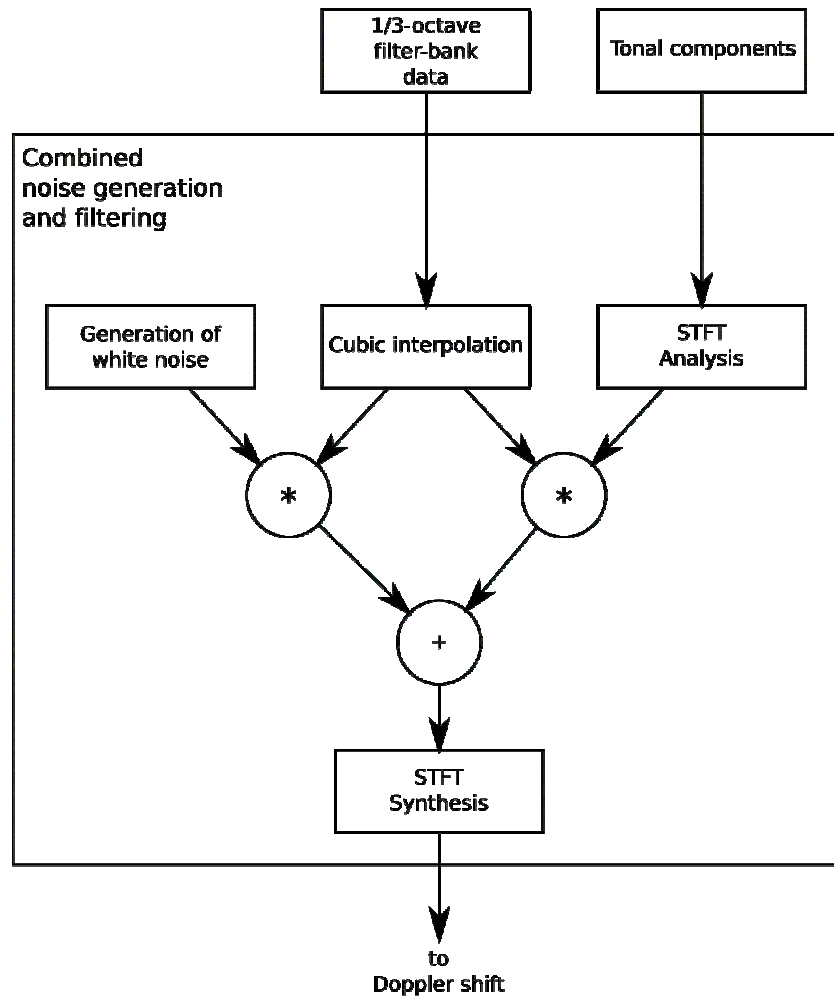 1/3-octave
filter-bank
data
Tonal components
Combined
noise generation
and filtering
Generation of
white noise
Cubic interpolation
STFT
Analysis
*
*
+
STFT
Synthesis
to
Doppler shift